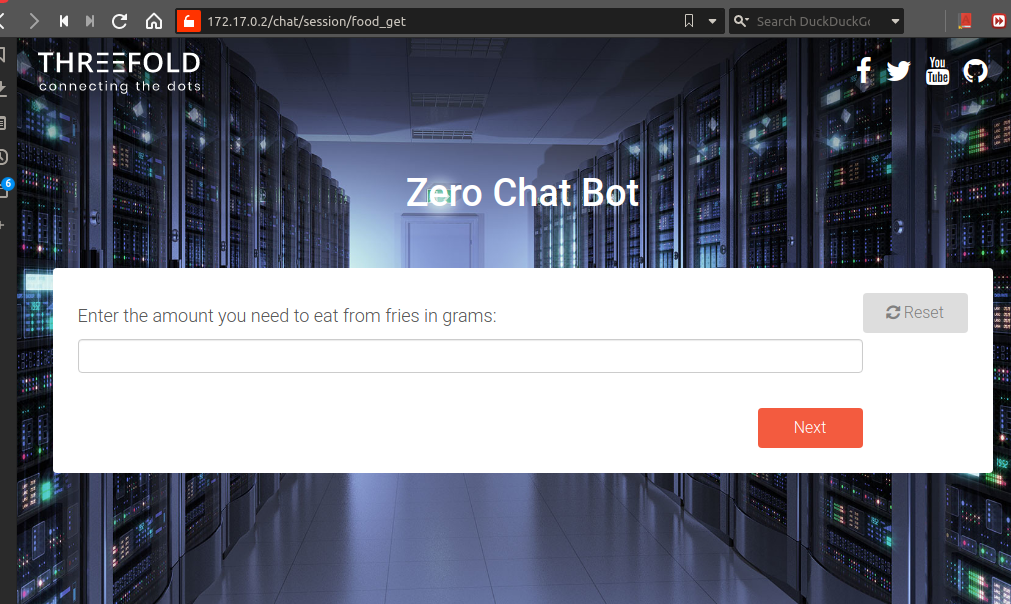 172.17.0.2/chat/session/food_get
Search DuckDuckGo
THREEFOLD
connecting the dots
You
Tube
6
Zero Chat Bot
Enter the amount you need to eat from fries in grams:
Reset
Next